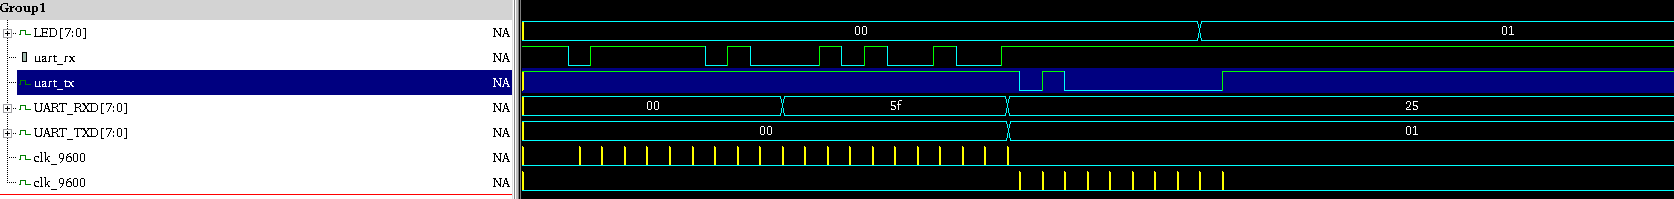 Group1
LED[7:0] NA 00 01
uart_rx NA
uart_tx NA
UART_RXD[7:0] NA 00 5f 25
UART_TXD[7:0] NA 00 01
clk_9600 NA
clk_9600 NA